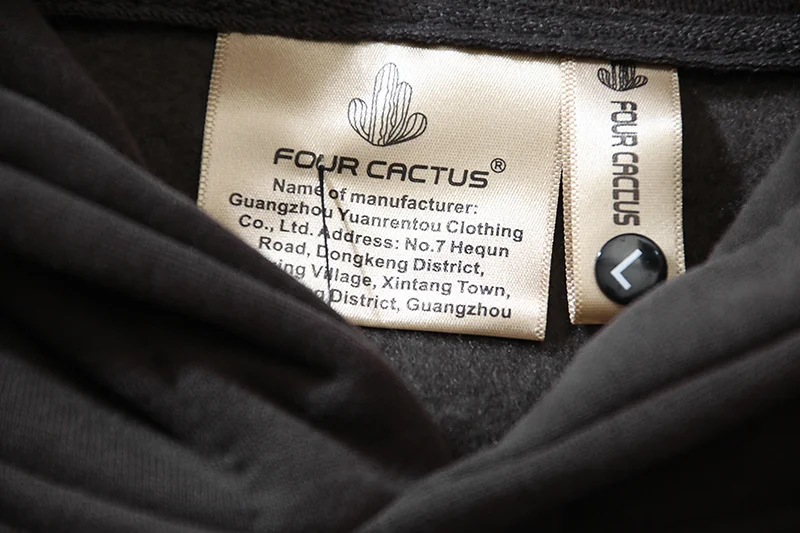 FOUR CACTUS®
Name of manufacturer:
Guangzhou Yuanrentou Clothing
Co., Ltd. Address: No.7 Hequn
Road, Dongkeng District,
Village, Xintang Town,
District, Guangzhou
FOUR CACTUS
L